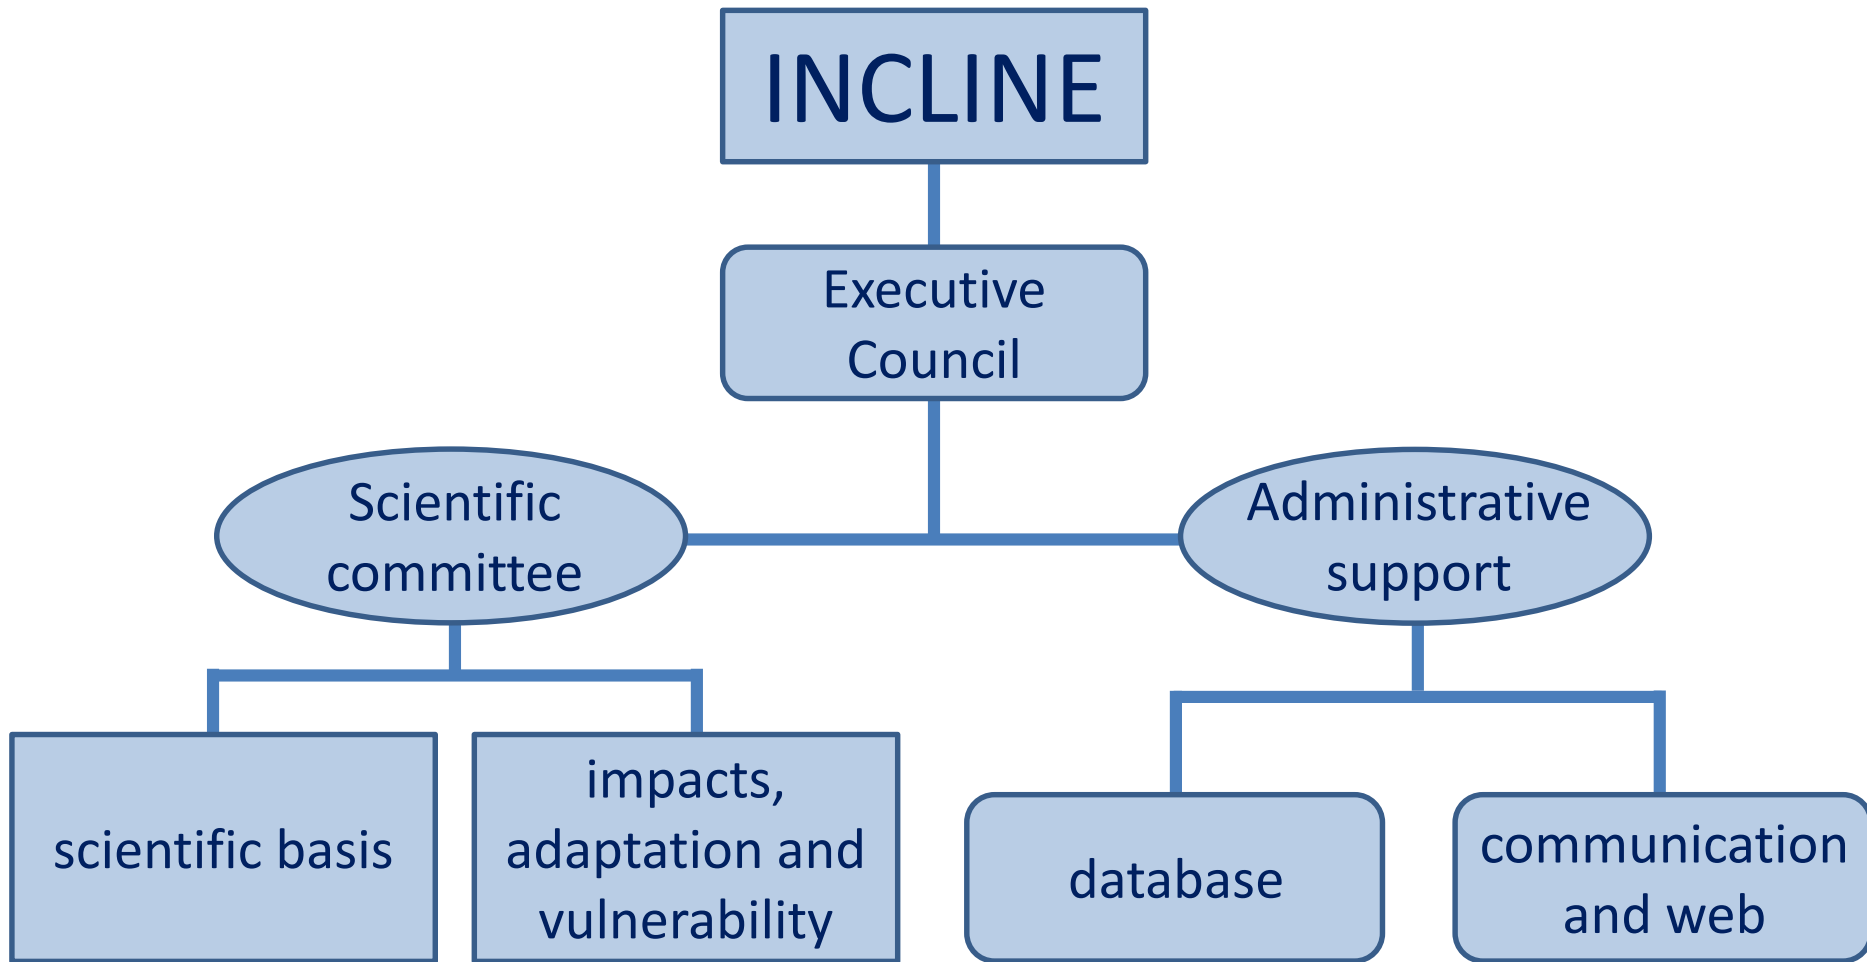 INCLINE
Executive
Council
Scientific
committee
Administrative
support
scientific basis
impacts,
adaptation and
vulnerability
database
communication
and web